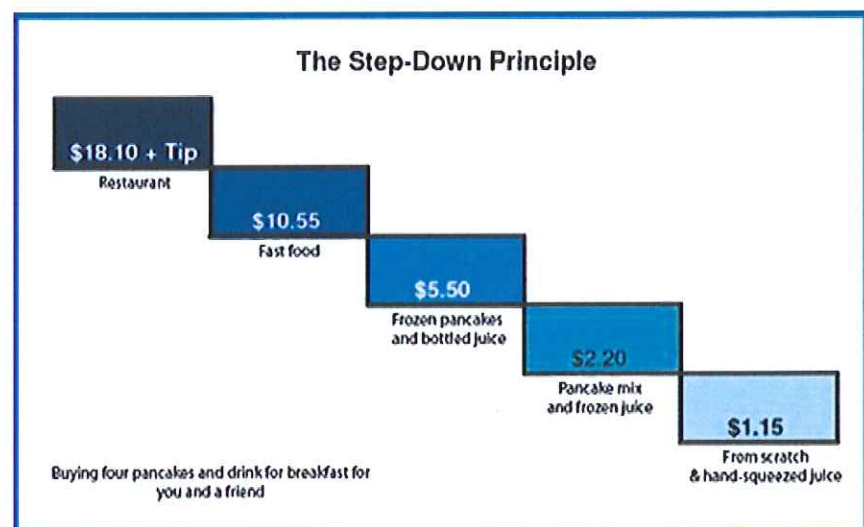 The Step-Down Principle
$18.10 + Tip
Restaurant
$10.55
Fast food
$5.50
Frozen pancakes
and bottled juice
$2.20
Pancake mix
and frozen juice
$1.15
From scratch
& hand-squeezed juice
Buying four pancakes and drink for breakfast for
you and a friend